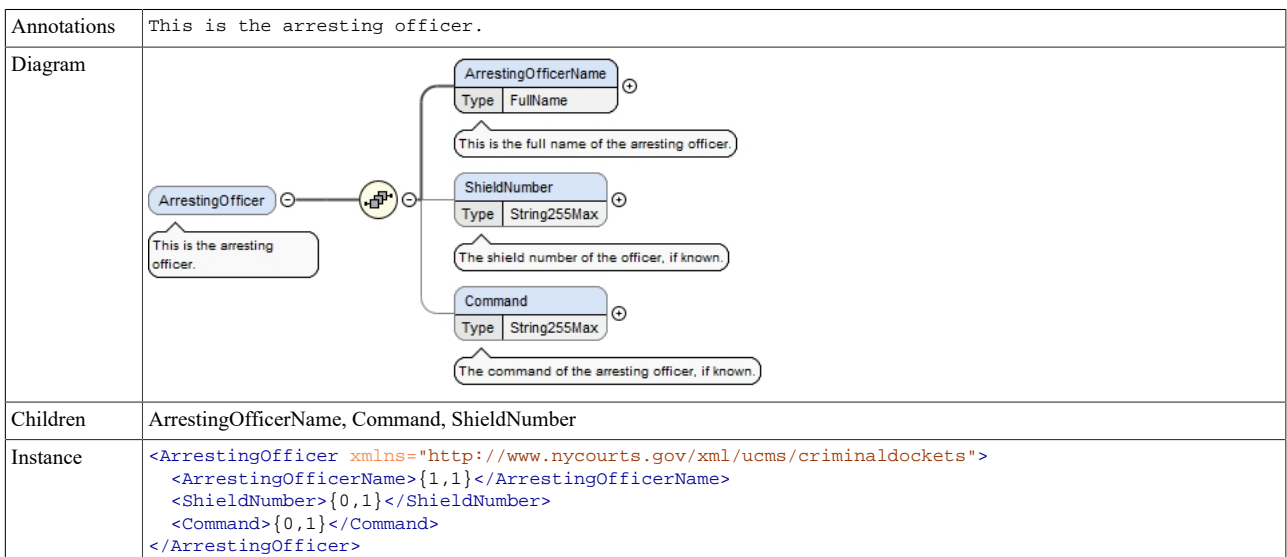 Annotations
This is the arresting officer.
Diagram
ArrestingOfficerName
Type FullName
This is the full name of the arresting officer.
ShieldNumber
Type String255Max
The shield number of the officer, if known.
ArrestingOfficer
This is the arresting
officer.
Command
Type String255Max
The command of the arresting officer, if known.
Children
ArrestingOfficerName, Command, ShieldNumber
Instance
<ArrestingOfficer xmlns="http://www.nycourts.gov/xml/ucms/criminaldockets">
  <ArrestingOfficerName>{1,1}</ArrestingOfficerName>
  <ShieldNumber>{0,1}</ShieldNumber>
  <Command>{0,1}</Command>
</ArrestingOfficer>